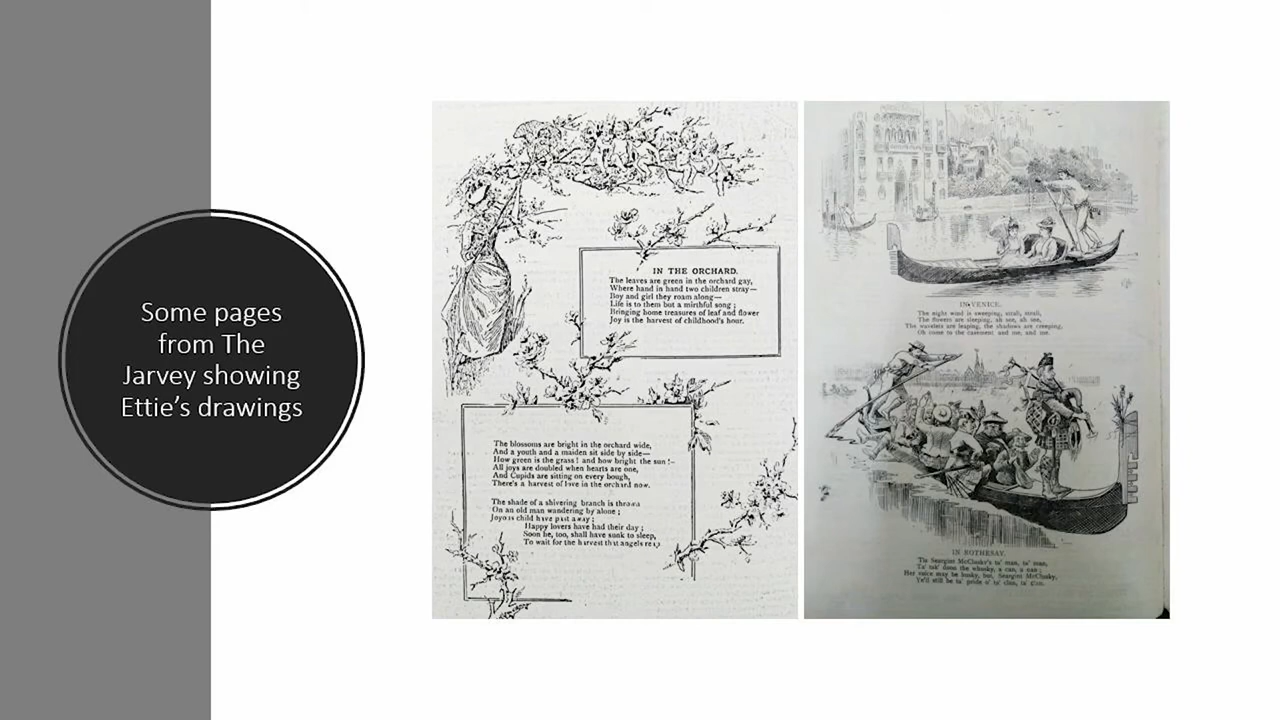 Some pages
from The
Jarvey showing
Ettie's drawings
IN THE ORCHARD.
The leaves are green in the orchard gay,
Where hand in hand two children stray—
Boy and girl they roam along—
Life is to them but a mirthful song;
Bringing home treasures of leaf and flower
Joy is the harvest of childhood's hour.
The blossoms are bright in the orchard wide,
And a youth and a maiden sit side by side—
How green is the grass! and how bright the sun!—
All joys are doubled when hearts are one,
And Cupids are sitting on every bough,
There's a harvest of love in the orchard now.
The shade of a shivering branch is thrown
On an old man wandering by alone;
Joyous child have past away;
Happy lovers have had their day;
Soon he, too, shall have sunk to sleep,
To wait for the harvest that angels reap
IN VENICE.
The night wind is sweeping, stralì, stralì,
The flowers are sleeping, ah see, ah see,
The wavelets are leaping, the shadows are creeping,
Oh come to the casement and me, and me.
IN ROTHESAY.
Tis Seargint McClusky's ta' man, ta' man,
Ta' tak' doon the whusky, a can, a can;
Her voice may be husky, but, Seargint McClusky,
Ye'll still be ta' pride o' ta' clan, ta' clan.